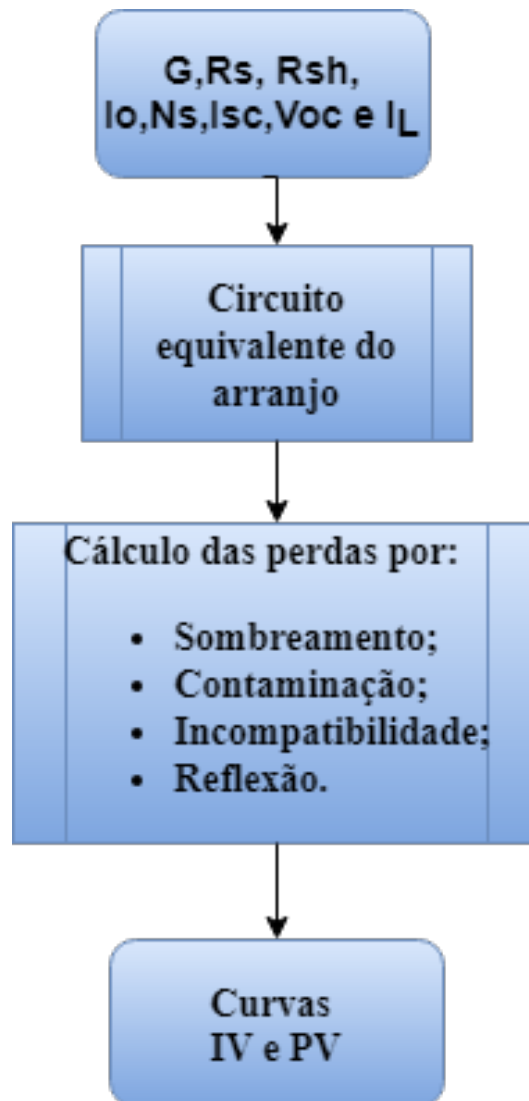 G,Rs, Rsh,
Io,Ns,Isc,Voc e IL
Circuito
equivalente do
arranjo
Cálculo das perdas por:
• Sombreamento;
• Contaminação;
• Incompatibilidade;
• Reflexão.
Curvas
IV e PV